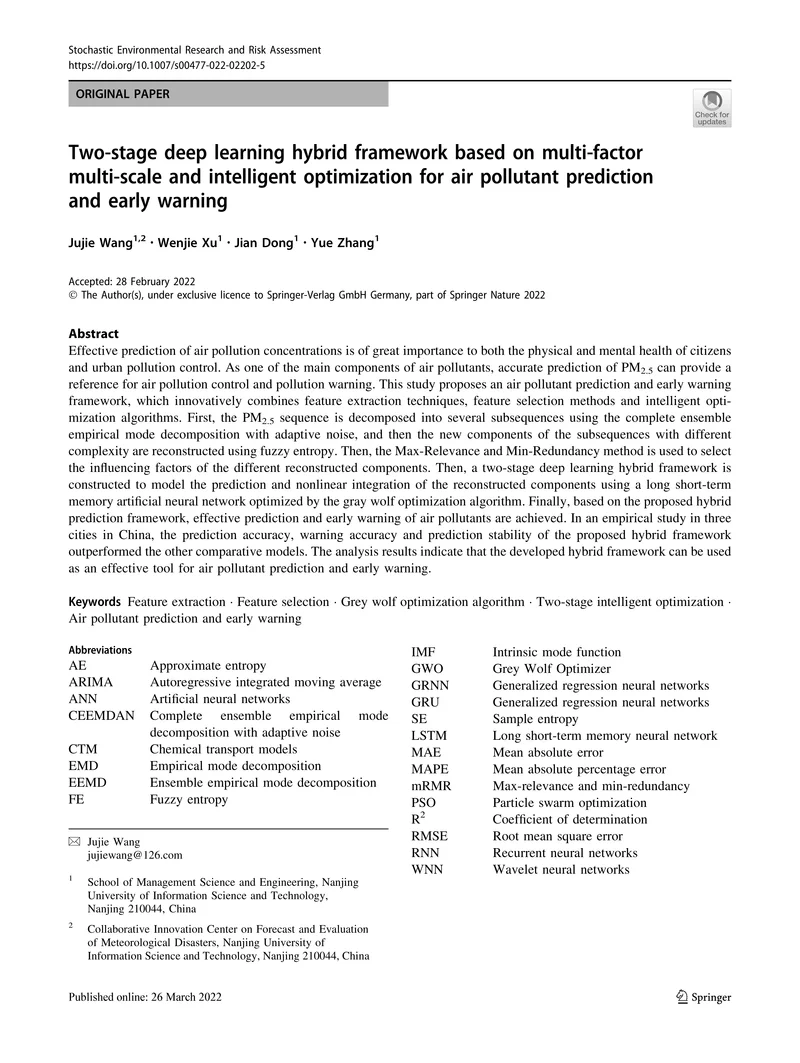 Stochastic Environmental Research and Risk Assessment
https://doi.org/10.1007/s00477-022-02202-5
ORIGINAL PAPER
Check for
updates
Two-stage deep learning hybrid framework based on multi-factor
multi-scale and intelligent optimization for air pollutant prediction
and early warning
Jujie Wang1,2 · Wenjie Xu1 · Jian Dong1 · Yue Zhang1
Accepted: 28 February 2022
© The Author(s), under exclusive licence to Springer-Verlag GmbH Germany, part of Springer Nature 2022
Abstract
Effective prediction of air pollution concentrations is of great importance to both the physical and mental health of citizens
and urban pollution control. As one of the main components of air pollutants, accurate prediction of PM2.5 can provide a
reference for air pollution control and pollution warning. This study proposes an air pollutant prediction and early warning
framework, which innovatively combines feature extraction techniques, feature selection methods and intelligent opti-
mization algorithms. First, the PM2.5 sequence is decomposed into several subsequences using the complete ensemble
empirical mode decomposition with adaptive noise, and then the new components of the subsequences with different
complexity are reconstructed using fuzzy entropy. Then, the Max-Relevance and Min-Redundancy method is used to select
the influencing factors of the different reconstructed components. Then, a two-stage deep learning hybrid framework is
constructed to model the prediction and nonlinear integration of the reconstructed components using a long short-term
memory artificial neural network optimized by the gray wolf optimization algorithm. Finally, based on the proposed hybrid
prediction framework, effective prediction and early warning of air pollutants are achieved. In an empirical study in three
cities in China, the prediction accuracy, warning accuracy and prediction stability of the proposed hybrid framework
outperformed the other comparative models. The analysis results indicate that the developed hybrid framework can be used
as an effective tool for air pollutant prediction and early warning.
Keywords Feature extraction · Feature selection · Grey wolf optimization algorithm · Two-stage intelligent optimization ·
Air pollutant prediction and early warning
Abbreviations
AE Approximate entropy
ARIMA Autoregressive integrated moving average
ANN Artificial neural networks
CEEMDAN Complete ensemble empirical mode
decomposition with adaptive noise
CTM Chemical transport models
EMD Empirical mode decomposition
EEMD Ensemble empirical mode decomposition
FE Fuzzy entropy
IMF Intrinsic mode function
GWO Grey Wolf Optimizer
GRNN Generalized regression neural networks
GRU Generalized regression neural networks
SE Sample entropy
LSTM Long short-term memory neural network
MAE Mean absolute error
MAPE Mean absolute percentage error
mRMR Max-relevance and min-redundancy
PSO Particle swarm optimization
R2 Coefficient of determination
RMSE Root mean square error
RNN Recurrent neural networks
WNN Wavelet neural networks
Jujie Wang
jujiewang@126.com
1 School of Management Science and Engineering, Nanjing
University of Information Science and Technology,
Nanjing 210044, China
2 Collaborative Innovation Center on Forecast and Evaluation
of Meteorological Disasters, Nanjing University of
Information Science and Technology, Nanjing 210044, China
Published online: 26 March 2022
Springer